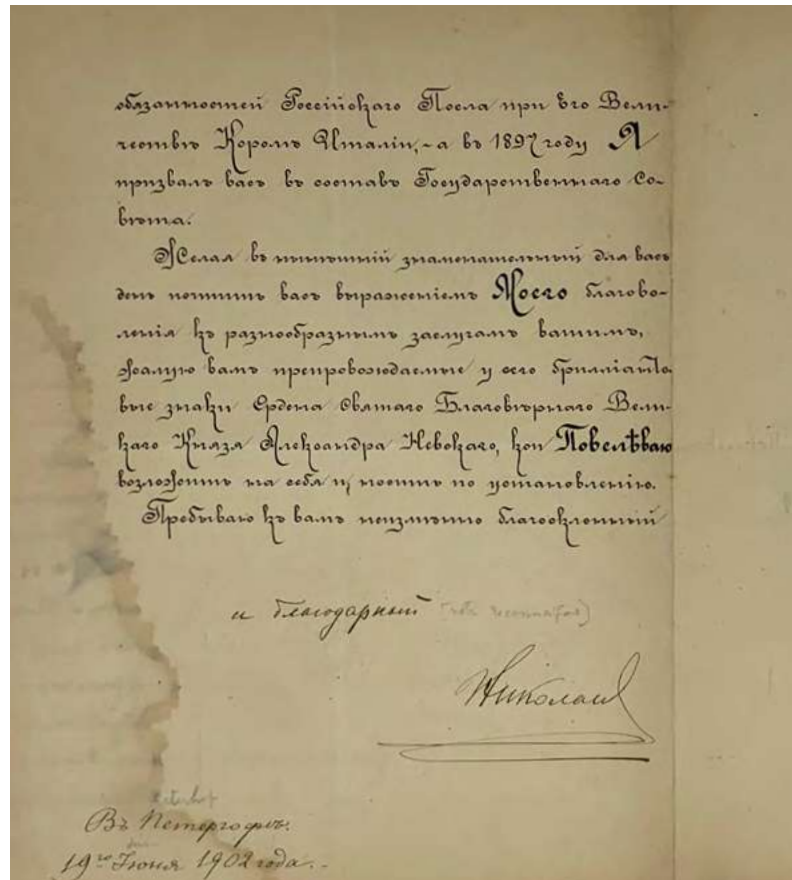 обязанностей Россійскаго Посла при Его Вели-
чествѣ Королѣ Италіи, - а въ 1897 году Я
призвалъ васъ въ составъ Государственнаго Со-
вѣта.
Желая въ нынѣшній знаменательный для васъ
день почтить васъ выраженіемъ Моего благово-
ленія къ разнообразнымъ заслугамъ вашимъ,
жалую вамъ препровождаемые у сего брилліанто-
вые знаки Ордена Святаго Благовѣрнаго Вели-
каго Князя Александра Невскаго, кои Повелѣваю
возложить на себя и носить по установленію.
Пребываю къ вамъ неизмѣнно благосклонный
и благодарный
Николай
Въ Петергофѣ.
19го Іюня 1902 года.